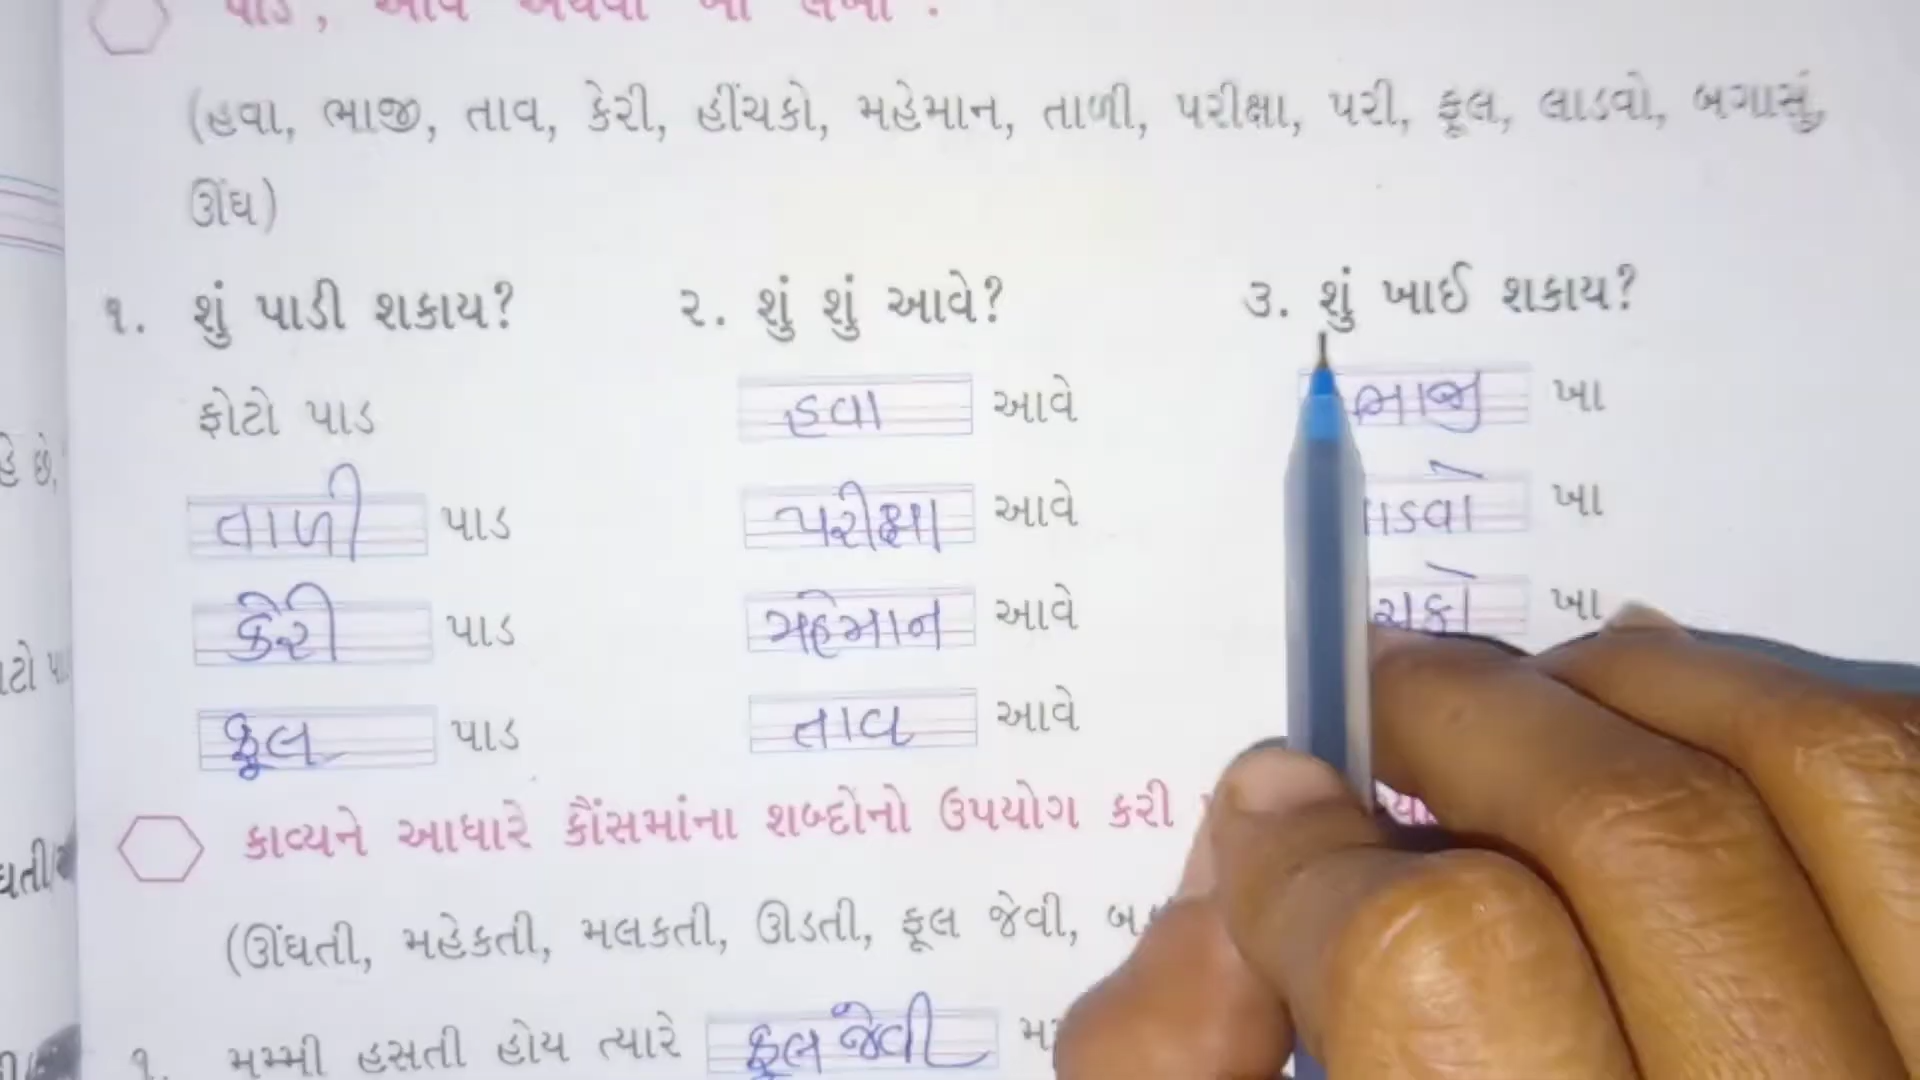 (હવા, ભાજી, તાવ, કેરી, હીંચકો, મહેમાન, તાળી, પરીક્ષા, પરી, ફૂલ, લાડવો, બગાસું,
ઊંઘ)
૧. શું પાડી શકાય? ૨. શું શું આવે? ૩. શું ખાઈ શકાય?
ફોટો પાડ હવા આવે ભાજી ખા
તાળી પાડ પરીક્ષા આવે ખા
કેરી પાડ મહેમાન આવે ખા
ફૂલ પાડ તાવ આવે
કાવ્યને આધારે કૌંસમાંના શબ્દોનો ઉપયોગ કરી
(ઊંઘતી, મહેકતી, મલકતી, ઊડતી, ફૂલ જેવી,
૧. મમ્મી હસતી હોય ત્યારે ફૂલ જેવી